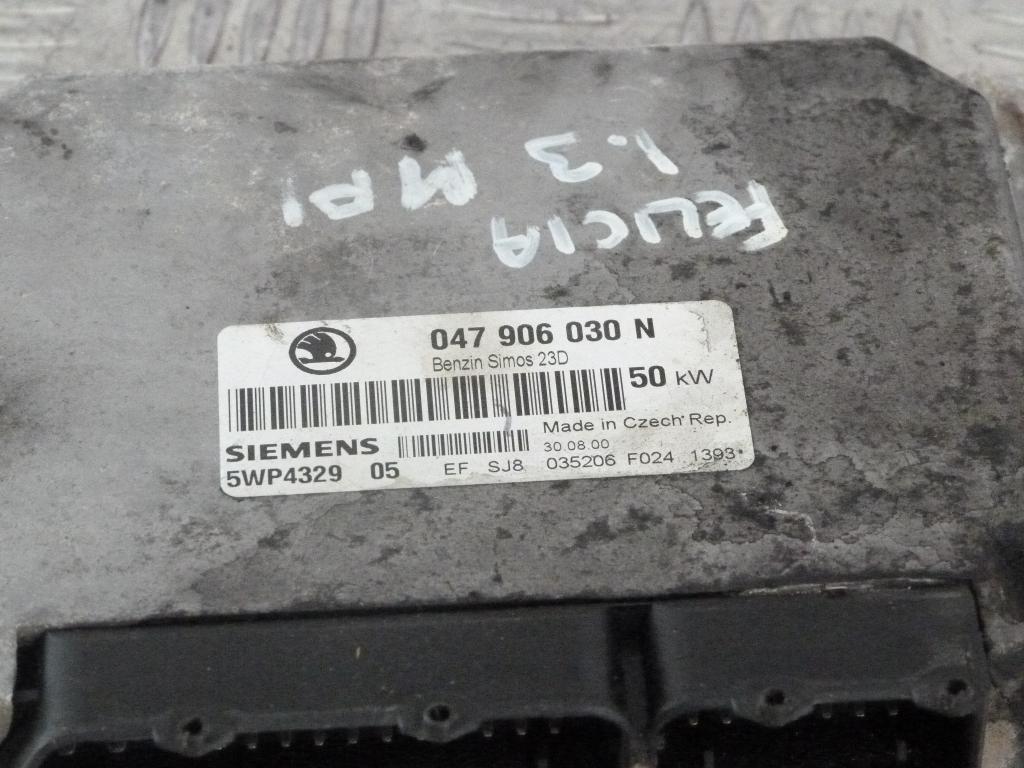 FELICIA
1.3
MPI
047 906 030 N
Benzin Simos 23D
50 kW
Made in Czech Rep.
SIEMENS
30.08.00
5WP4329 05 EF SJ8 035206 F024 1393